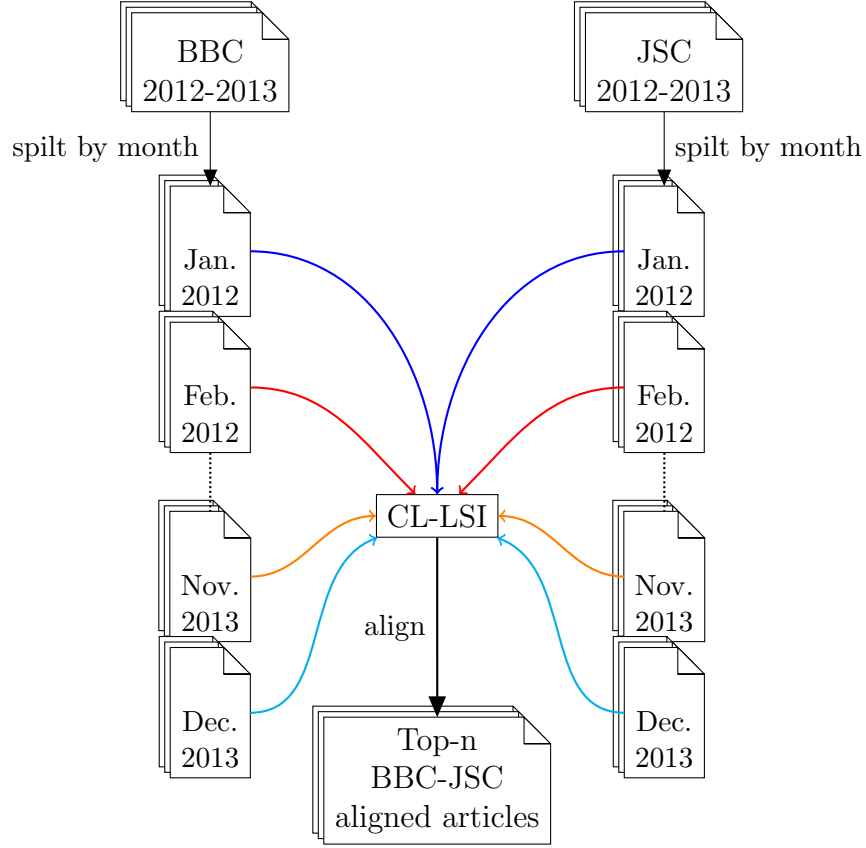 BBC
2012-2013
JSC
2012-2013
spilt by month
spilt by month
Jan.
2012
Jan.
2012
Feb.
2012
Feb.
2012
CL-LSI
Nov.
2013
Nov.
2013
align
Dec.
2013
Dec.
2013
Top-n
BBC-JSC
aligned articles